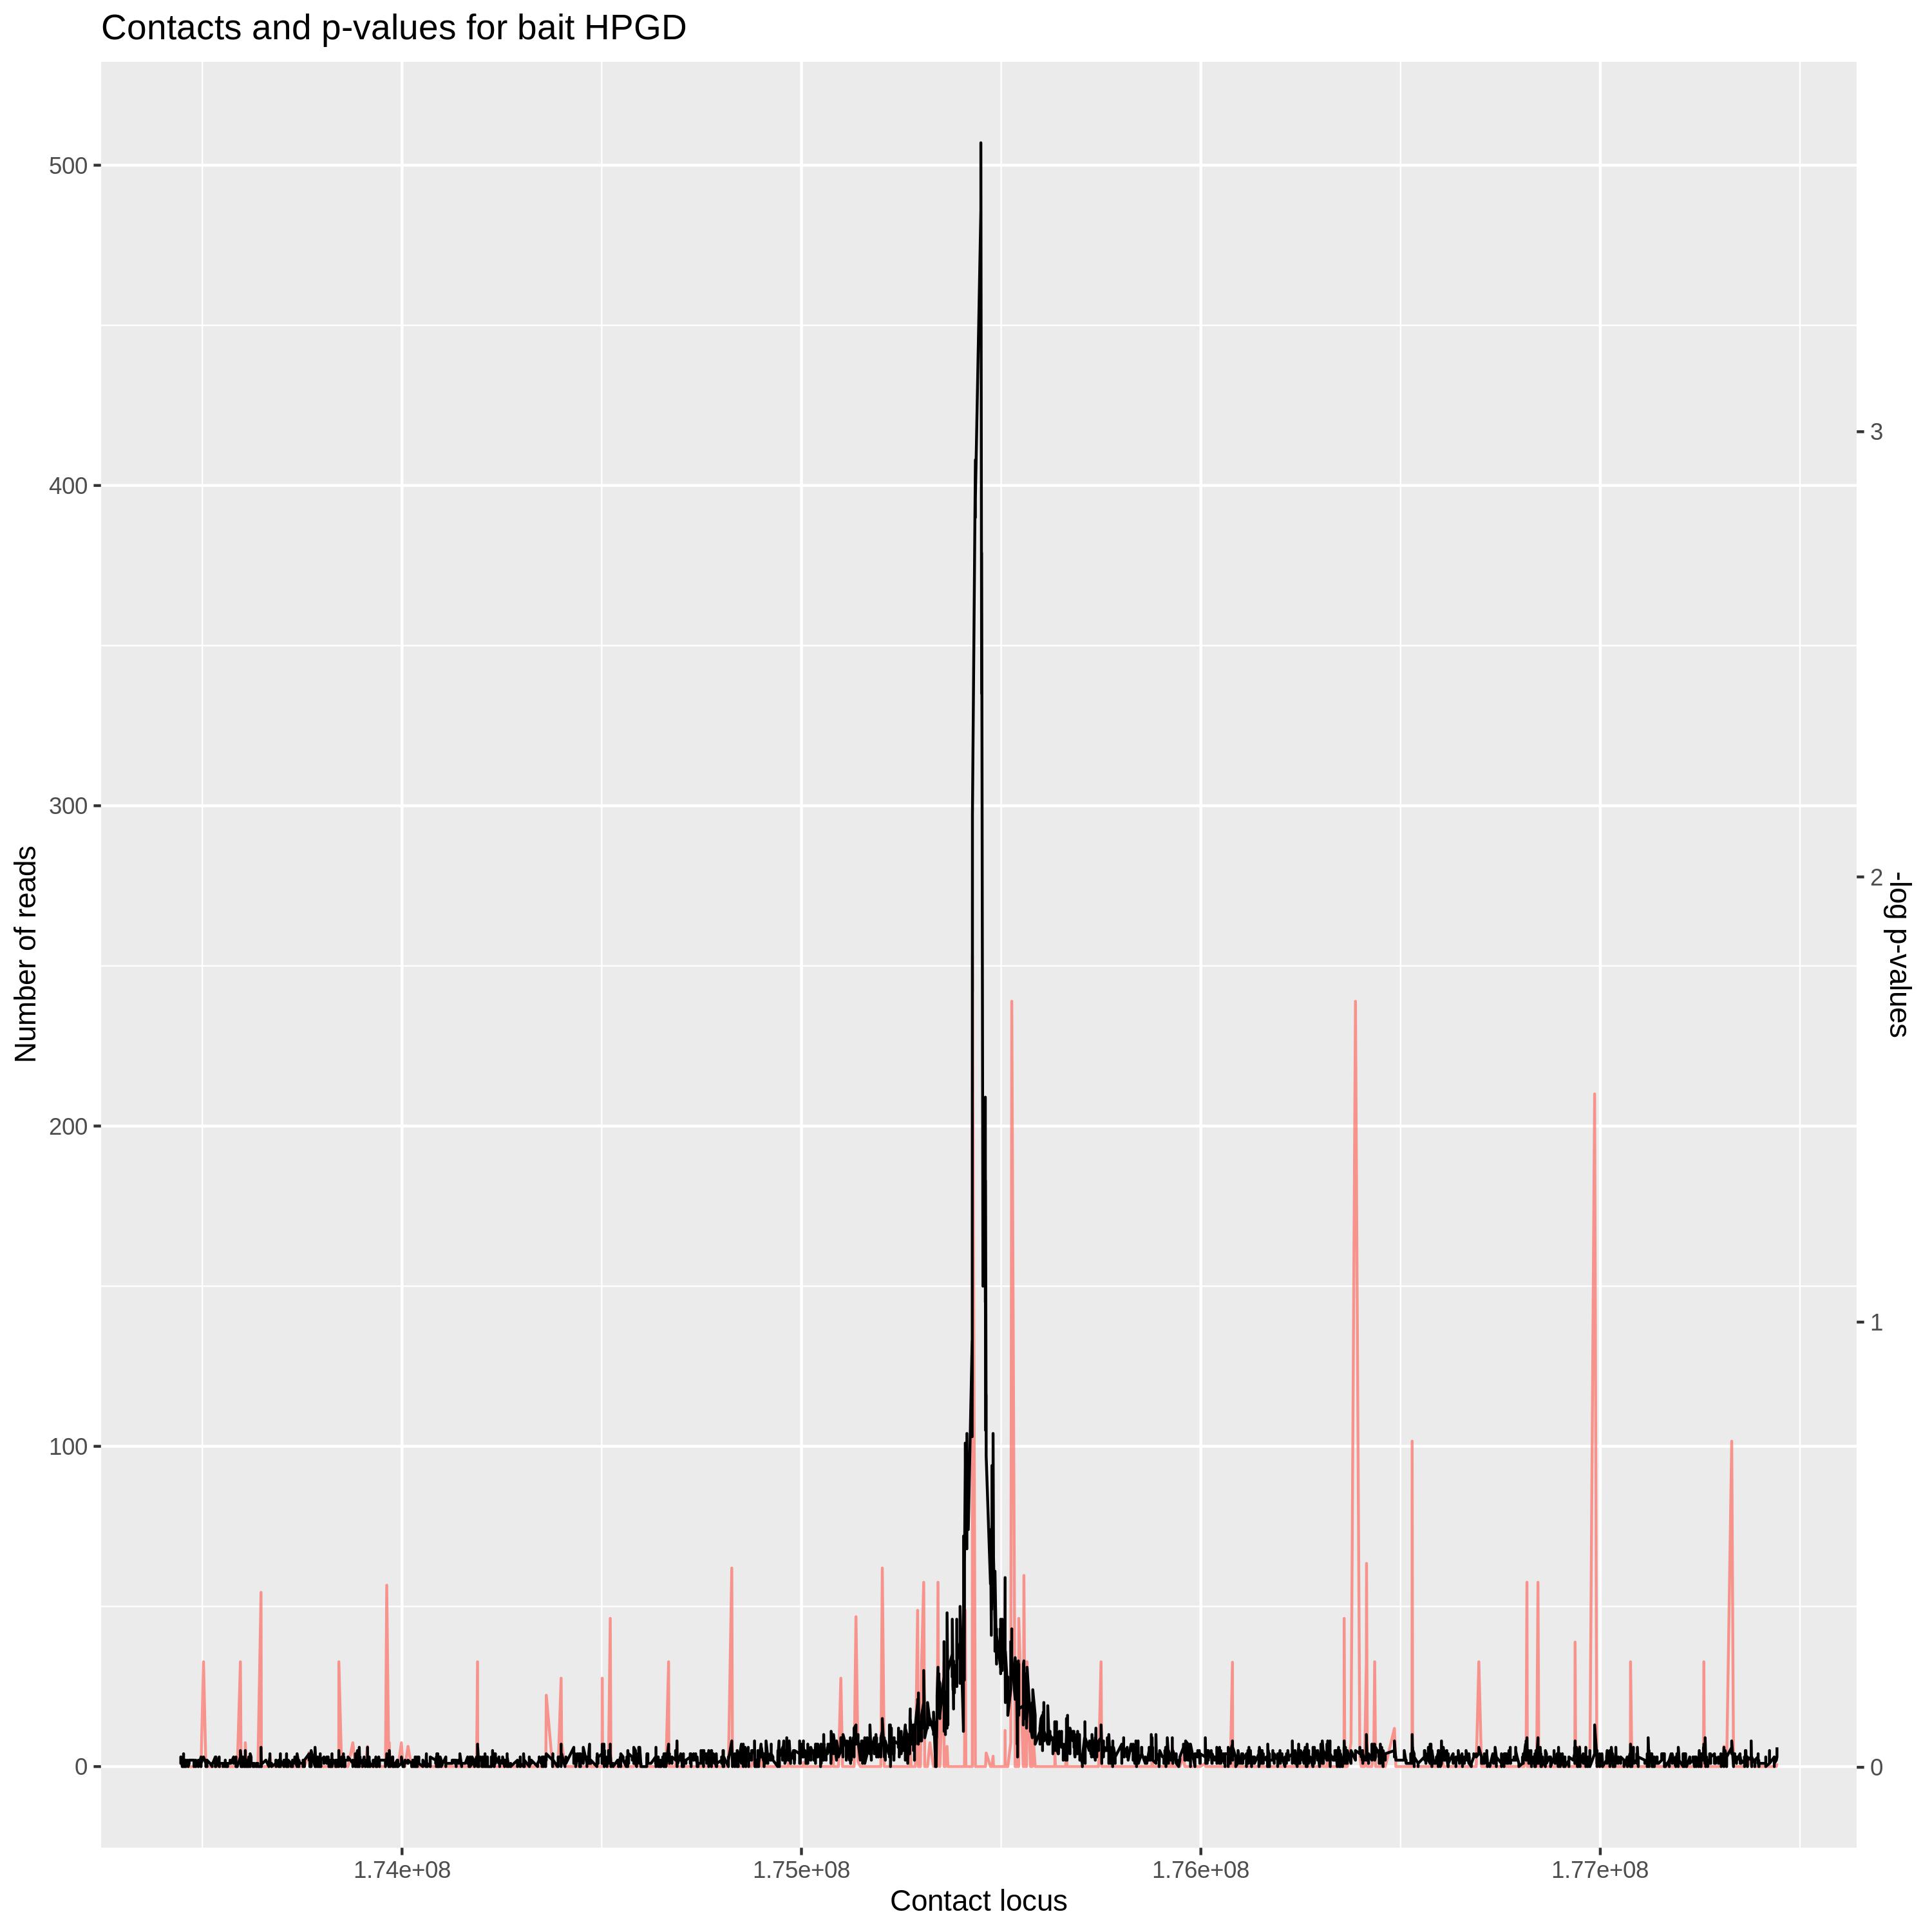 Contacts and p-values for bait HPGD
500
400
300
200
100
0
Number of reads
3
2
1
0
-log p-values
1.74e+08
1.75e+08
1.76e+08
1.77e+08
Contact locus